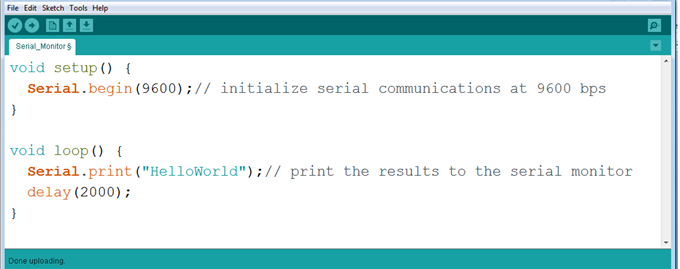 File Edit Sketch Tools Help
Serial_Monitor §
void setup() {
  Serial.begin(9600);// initialize serial communications at 9600 bps
}
void loop() {
  Serial.print("HelloWorld");// print the results to the serial monitor
  delay(2000);
}
Done uploading.